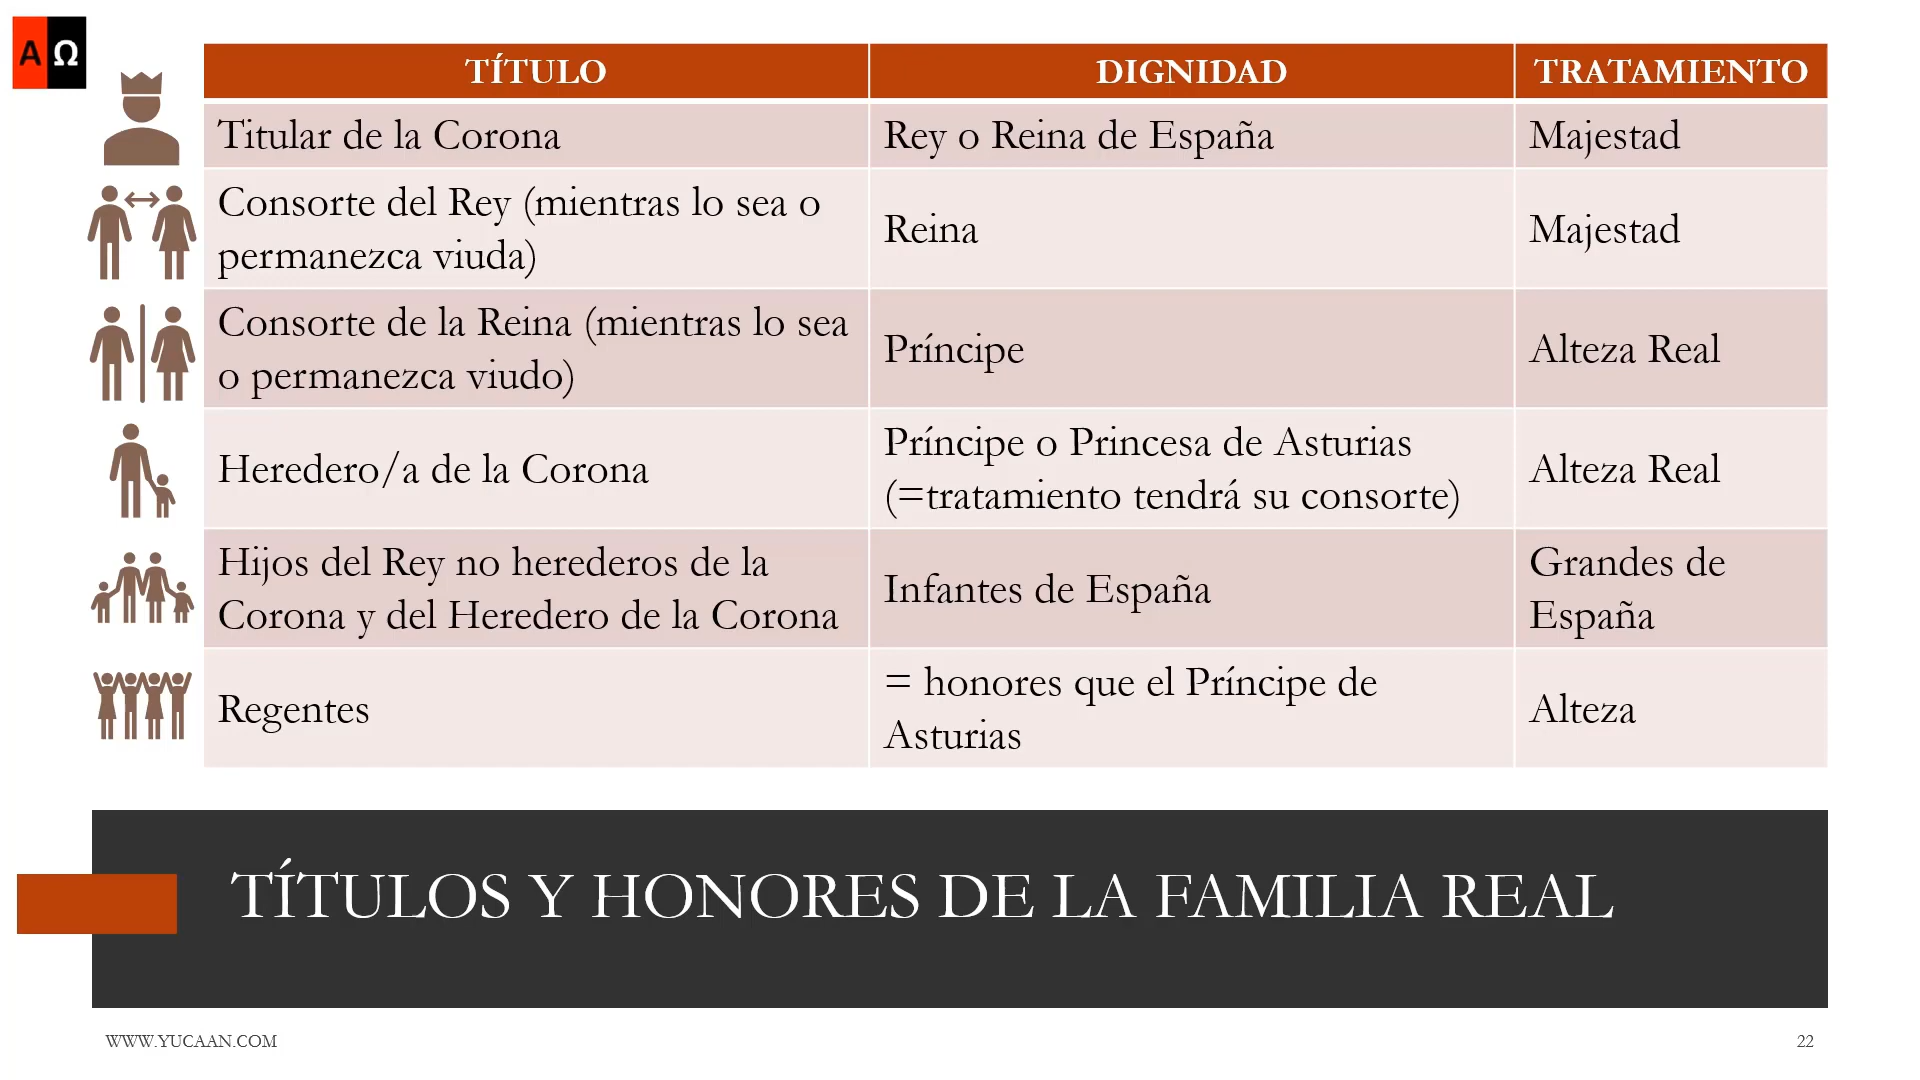 ΑΩ
TÍTULO DIGNIDAD TRATAMIENTO
Titular de la Corona Rey o Reina de España Majestad
Consorte del Rey (mientras lo sea o
permanezca viuda)
Reina
Majestad
Consorte de la Reina (mientras lo sea
o permanezca viudo)
Príncipe
Alteza Real
Heredero/a de la Corona
Príncipe o Princesa de Asturias
(=tratamiento tendrá su consorte)
Alteza Real
Hijos del Rey no herederos de la
Corona y del Heredero de la Corona
Infantes de España
Grandes de
España
Regentes
= honores que el Príncipe de
Asturias
Alteza
TÍTULOS Y HONORES DE LA FAMILIA REAL
WWW.YUCAAN.COM
22